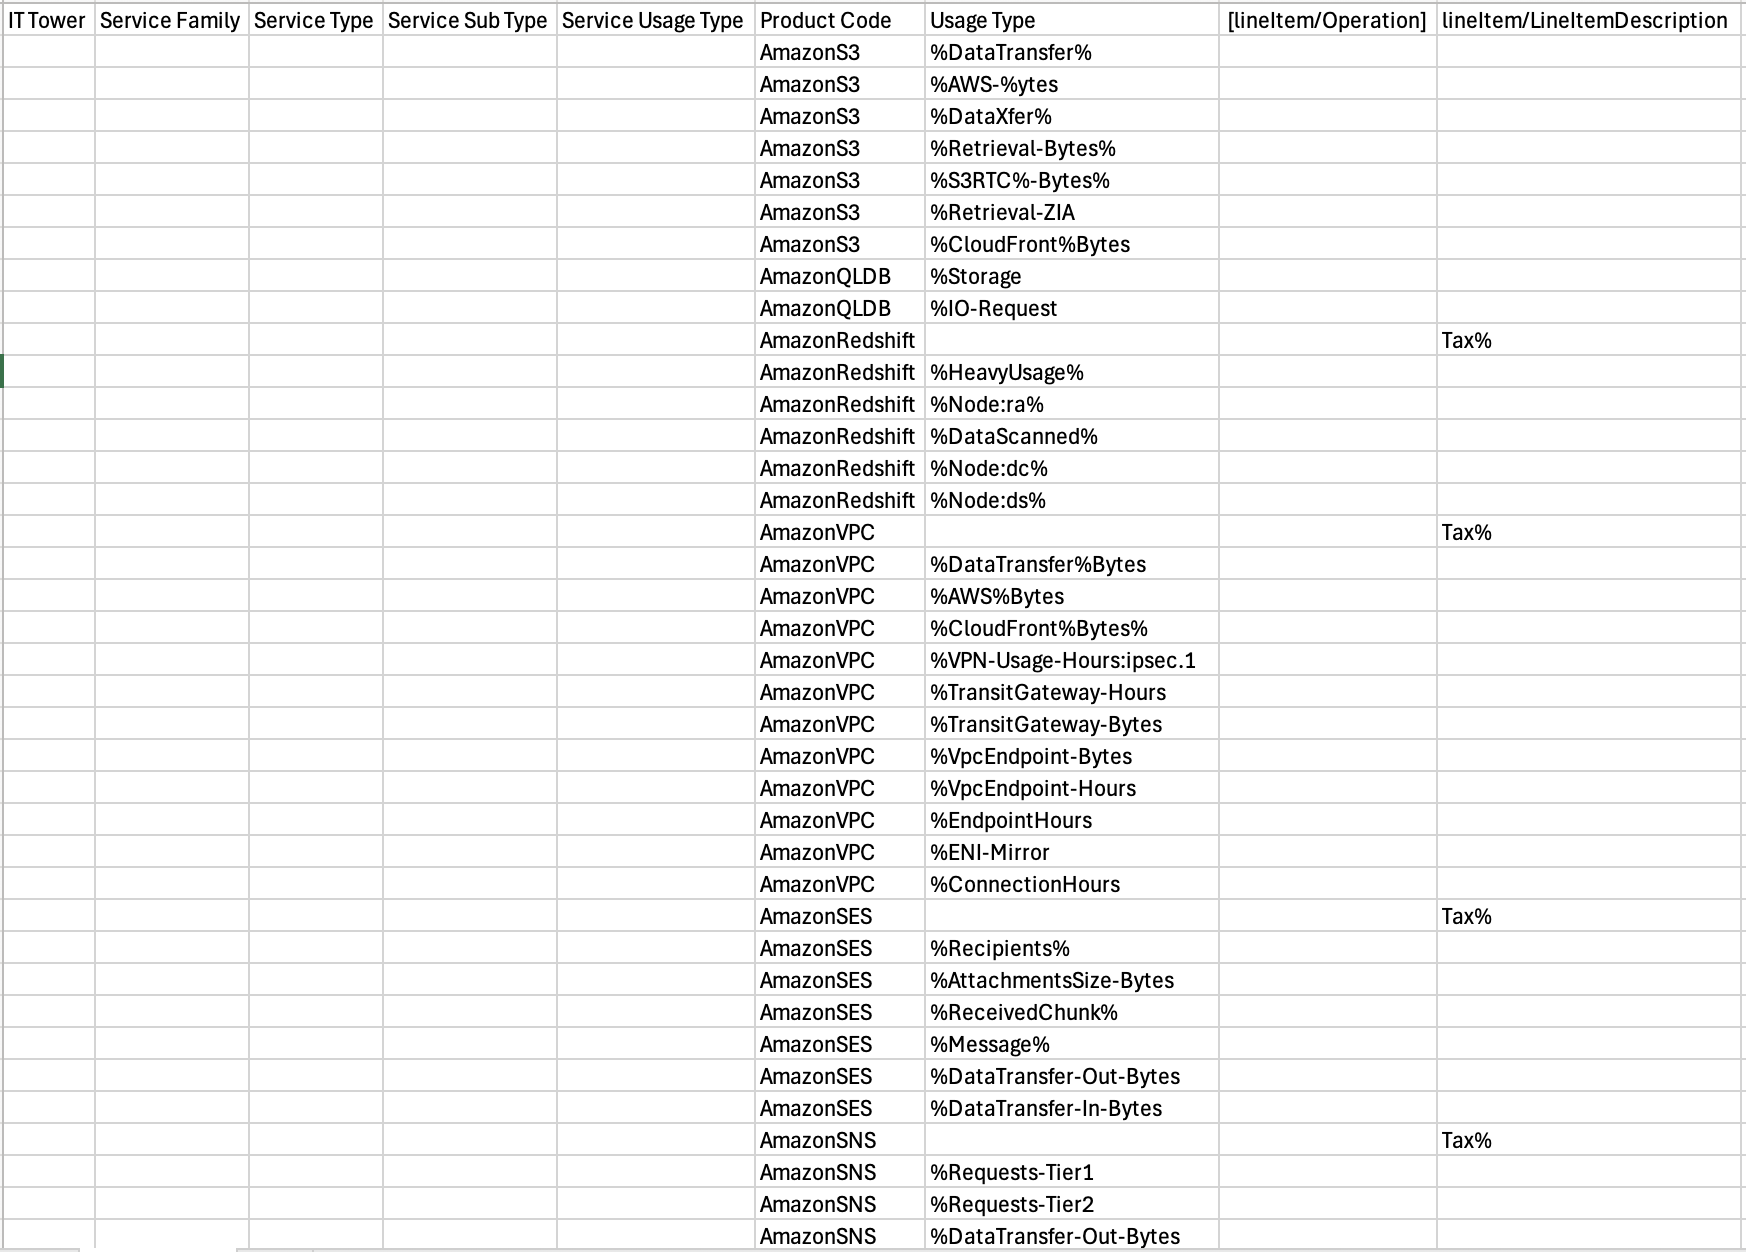 IT Tower Service Family Service Type Service Sub Type Service Usage Type Product Code Usage Type [lineItem/Operation] lineItem/LineItemDescription
AmazonS3 %DataTransfer%
AmazonS3 %AWS-%ytes
AmazonS3 %DataXfer%
AmazonS3 %Retrieval-Bytes%
AmazonS3 %S3RTC%-Bytes%
AmazonS3 %Retrieval-ZIA
AmazonS3 %CloudFront%Bytes
AmazonQLDB %Storage
AmazonQLDB %IO-Request
AmazonRedshift Tax%
AmazonRedshift %HeavyUsage%
AmazonRedshift %Node:ra%
AmazonRedshift %DataScanned%
AmazonRedshift %Node:dc%
AmazonRedshift %Node:ds%
AmazonVPC Tax%
AmazonVPC %DataTransfer%Bytes
AmazonVPC %AWS%Bytes
AmazonVPC %CloudFront%Bytes%
AmazonVPC %VPN-Usage-Hours:ipsec.1
AmazonVPC %TransitGateway-Hours
AmazonVPC %TransitGateway-Bytes
AmazonVPC %VpcEndpoint-Bytes
AmazonVPC %VpcEndpoint-Hours
AmazonVPC %EndpointHours
AmazonVPC %ENI-Mirror
AmazonVPC %ConnectionHours
AmazonSES Tax%
AmazonSES %Recipients%
AmazonSES %AttachmentsSize-Bytes
AmazonSES %ReceivedChunk%
AmazonSES %Message%
AmazonSES %DataTransfer-Out-Bytes
AmazonSES %DataTransfer-In-Bytes
AmazonSNS Tax%
AmazonSNS %Requests-Tier1
AmazonSNS %Requests-Tier2
AmazonSNS %DataTransfer-Out-Bytes